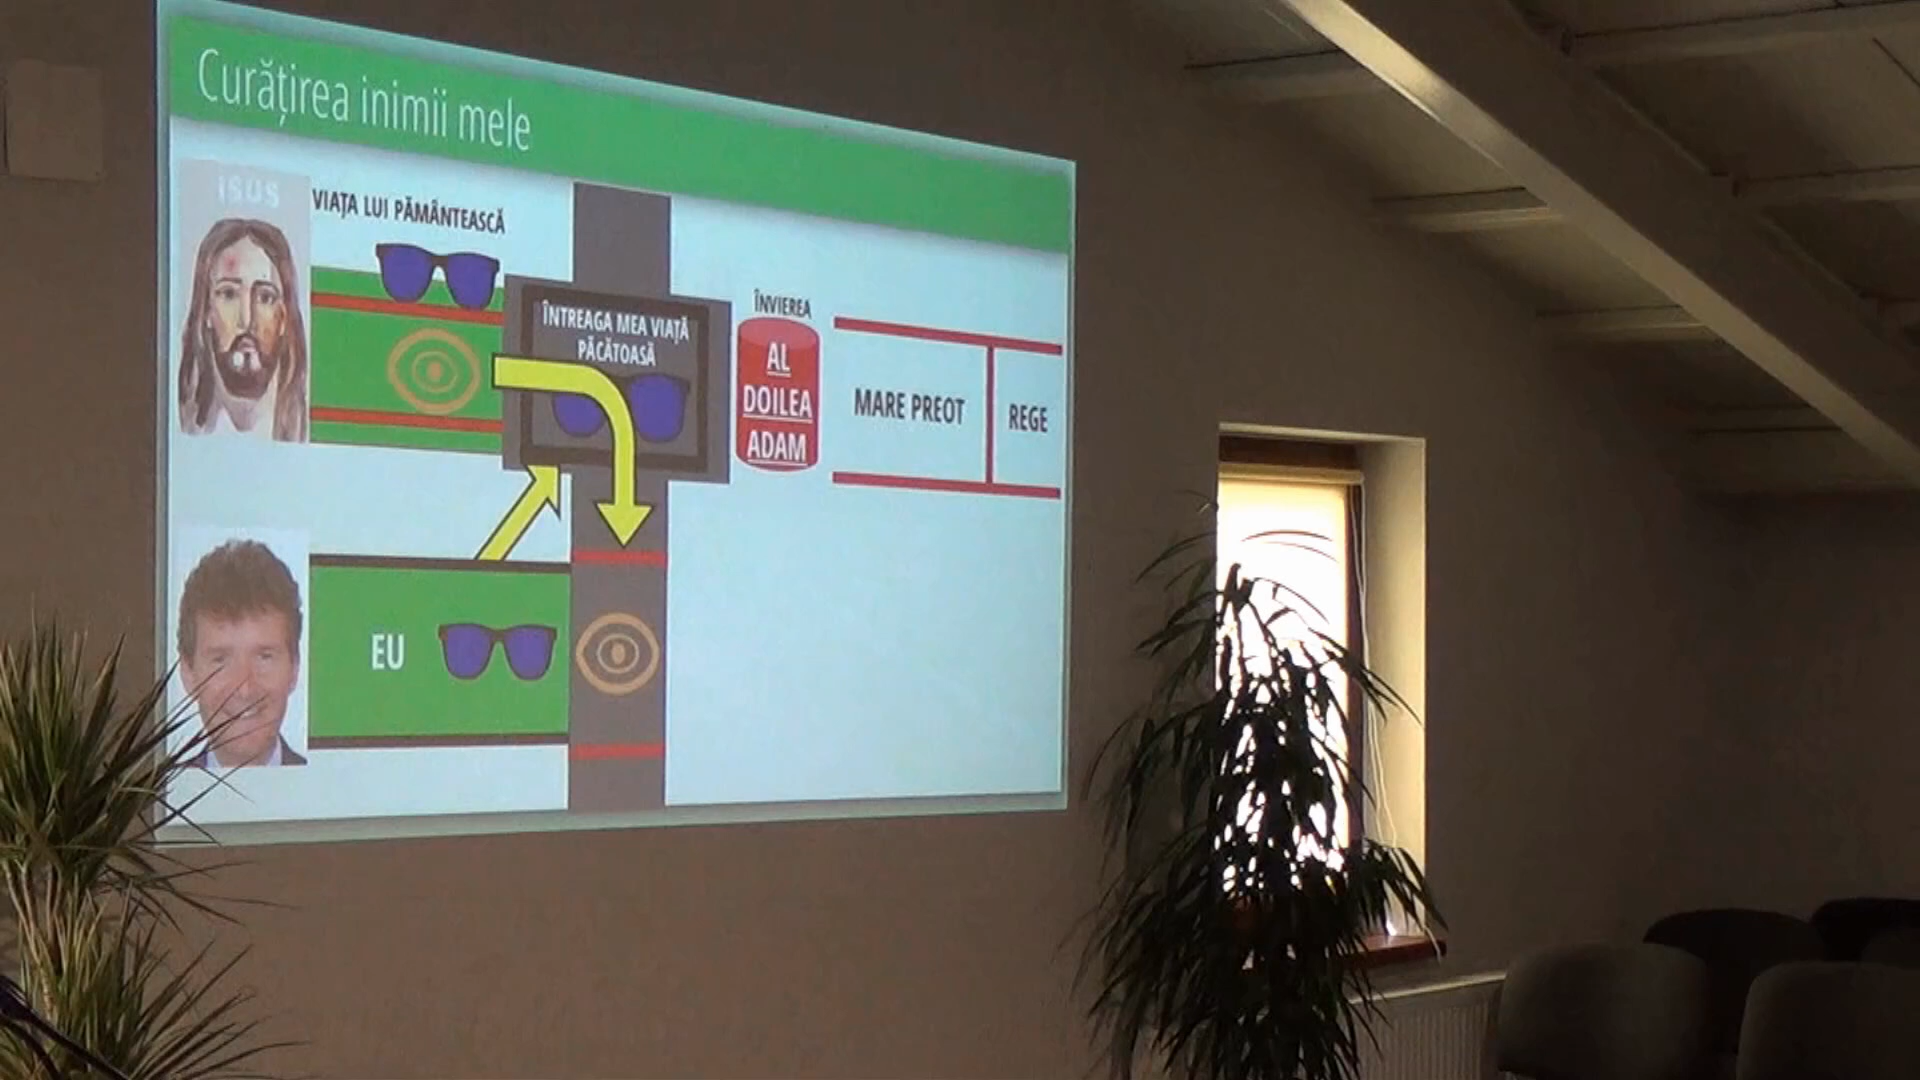 Curățirea inimii mele
isus
VIAȚA LUI PĂMÂNTEASCĂ
ÎNTREAGA MEA VIAȚĂ
PĂCĂTOASĂ
ÎNVIEREA
AL
DOILEA
ADAM
MARE PREOT
REGE
EU